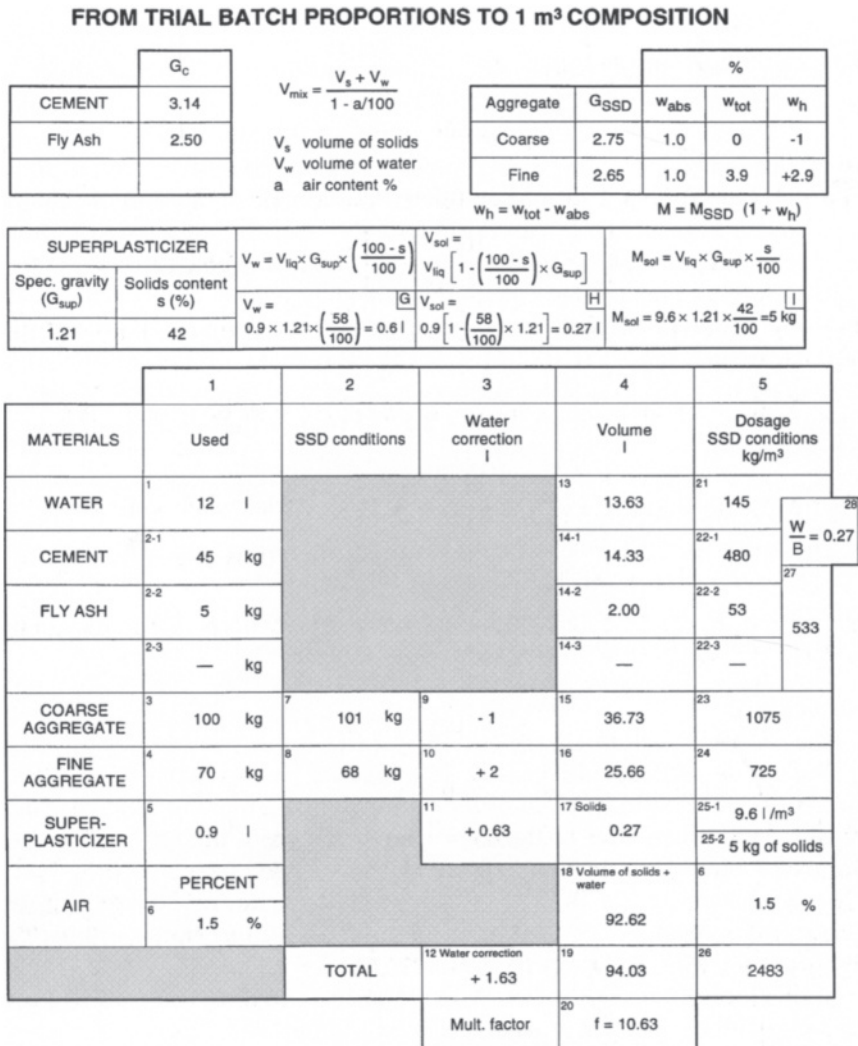 FROM TRIAL BATCH PROPORTIONS TO 1 m³ COMPOSITION
G_c
CEMENT 3.14
Fly Ash 2.50
V_mix = (V_s + V_w) / (1 - a/100)
V_s volume of solids
V_w volume of water
a air content %
%
Aggregate G_SSD w_abs w_tot w_h
Coarse 2.75 1.0 0 -1
Fine 2.65 1.0 3.9 +2.9
w_h = w_tot - w_abs M = M_SSD (1 + w_h)
SUPERPLASTICIZER
Spec. gravity (G_sup) Solids content s (%)
1.21 42
V_w = V_liq × G_sup × ((100 - s) / 100)
V_sol =
V_liq [1 - ((100 - s) / 100) × G_sup]
M_sol = V_liq × G_sup × s/100
G
V_w =
0.9 × 1.21 × (58/100) = 0.6 l
H
V_sol =
0.9 [1 - (58/100) × 1.21] = 0.27 l
I
M_sol = 9.6 × 1.21 × 42/100 = 5 kg
1 2 3 4 5
MATERIALS Used SSD conditions Water correction l Volume l Dosage SSD conditions kg/m³
WATER 1 12 l 13 13.63 21 145
28 W/B = 0.27
CEMENT 2-1 45 kg 14-1 14.33 22-1 480
27 533
FLY ASH 2-2 5 kg 14-2 2.00 22-2 53
2-3 — kg 14-3 — 22-3 —
COARSE AGGREGATE 3 100 kg 7 101 kg 9 - 1 15 36.73 23 1075
FINE AGGREGATE 4 70 kg 8 68 kg 10 + 2 16 25.66 24 725
SUPER-
PLASTICIZER 5 0.9 l 11 + 0.63 17 Solids 0.27 25-1 9.6 l/m³
25-2 5 kg of solids
AIR PERCENT 6 1.5 % 18 Volume of solids + water 92.62 6 1.5 %
TOTAL 12 Water correction + 1.63 19 94.03 26 2483
Mult. factor 20 f = 10.63